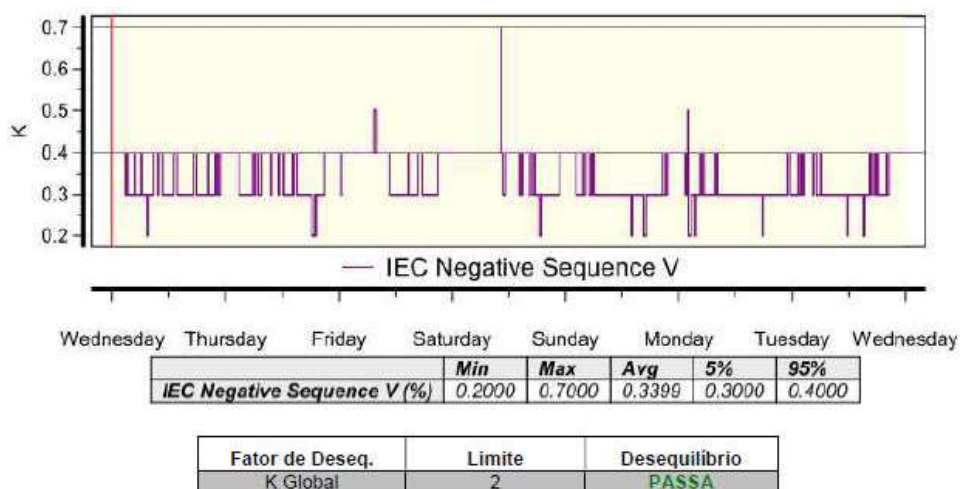 0.7
0.6
0.5
K
0.4
0.3
0.2
IEC Negative Sequence V
Wednesday Thursday Friday Saturday Sunday Monday Tuesday Wednesday
Min Max Avg 5% 95%
IEC Negative Sequence V (%) 0.2000 0.7000 0.3399 0.3000 0.4000
Fator de Deseq. Limite Desequilíbrio
K Global 2 PASSA